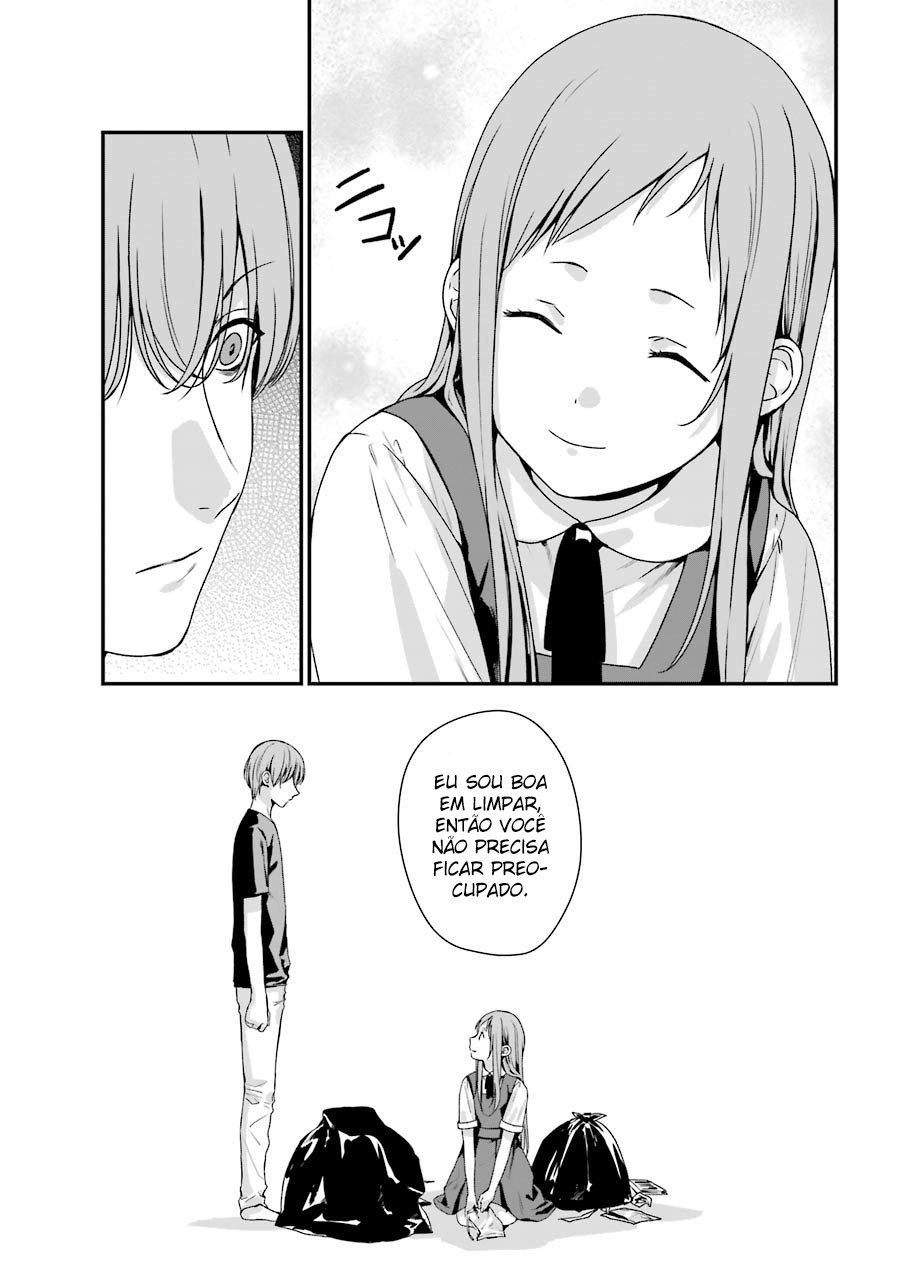 ニコッ
EU SOU BOA
EM LIMPAR,
ENTÃO VOCÊ
NÃO PRECISA
FICAR PREO-
CUPADO.